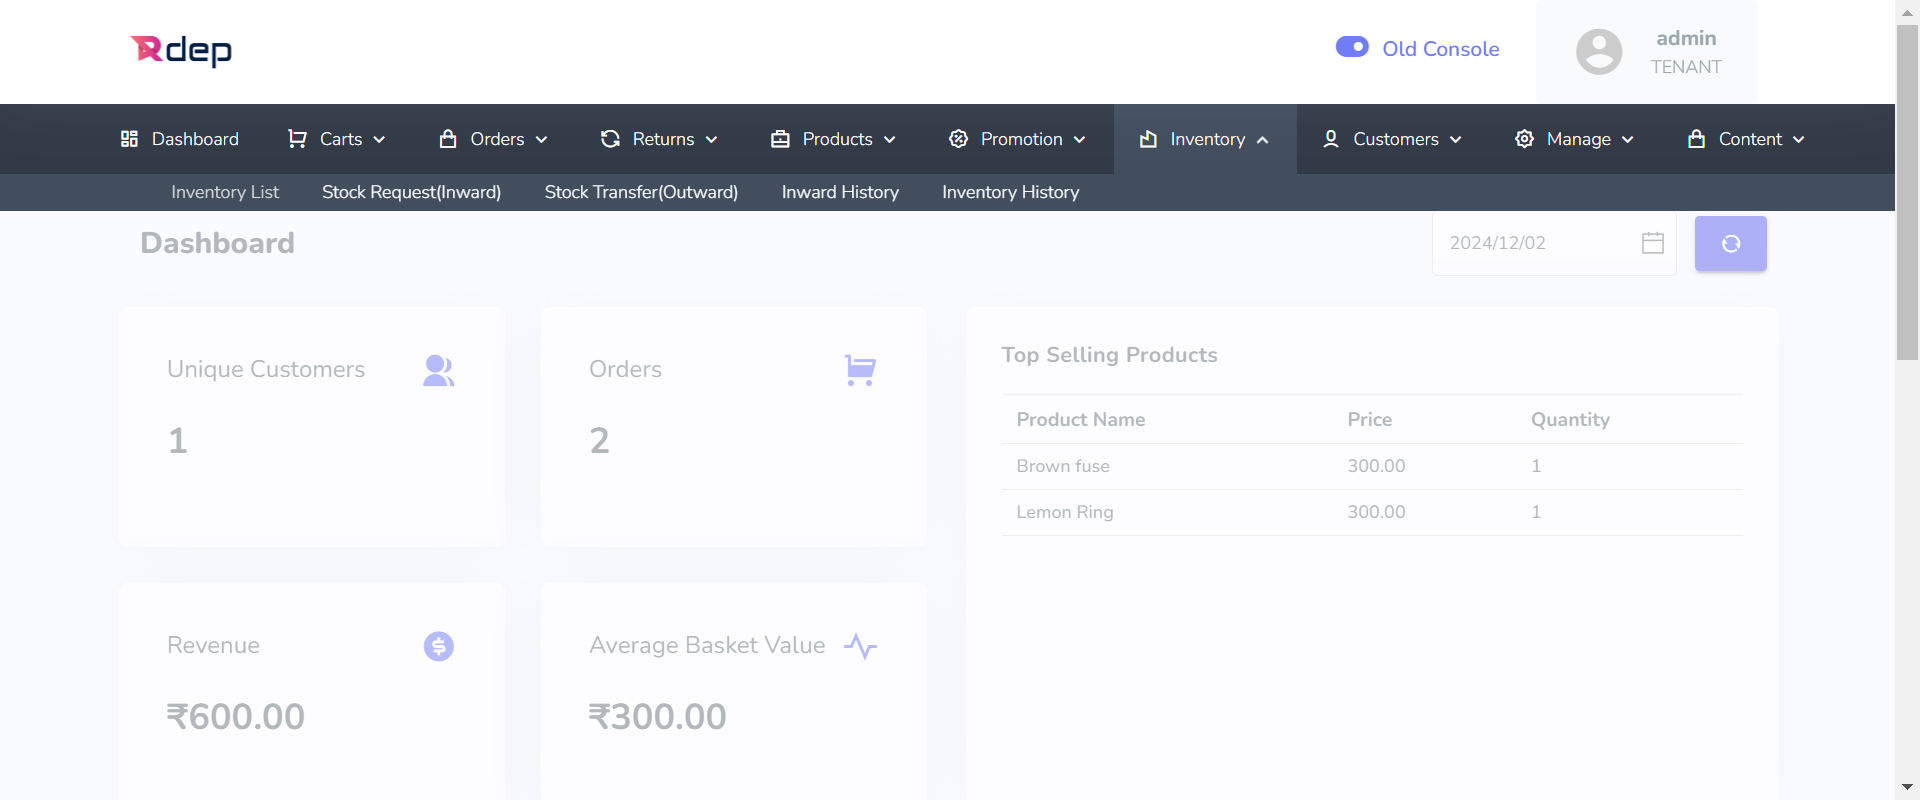 Rdep
Old Console
admin
TENANT
Dashboard Carts Orders Returns Products Promotion Inventory Customers Manage Content
Inventory List Stock Request(Inward) Stock Transfer(Outward) Inward History Inventory History
Dashboard
2024/12/02
Unique Customers
1
Orders
2
Top Selling Products
Product Name Price Quantity
Brown fuse 300.00 1
Lemon Ring 300.00 1
Revenue
₹600.00
Average Basket Value
₹300.00